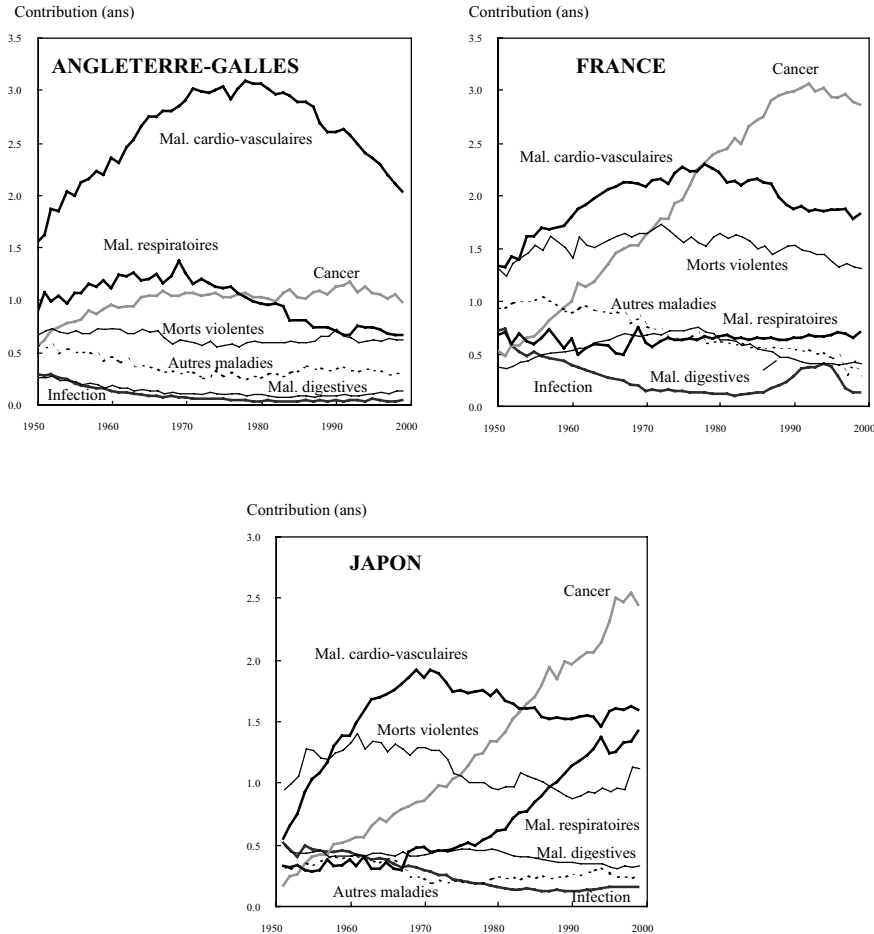 Contribution (ans)
ANGLETERRE-GALLES
3.5
3.0
2.5
2.0
1.5
1.0
0.5
0.0
Mal. cardio-vasculaires
Mal. respiratoires
Cancer
Morts violentes
Autres maladies
Mal. digestives
Infection
1950 1960 1970 1980 1990 2000
Contribution (ans)
FRANCE
3.5
3.0
2.5
2.0
1.5
1.0
0.5
0.0
Cancer
Mal. cardio-vasculaires
Morts violentes
Autres maladies
Mal. respiratoires
Mal. digestives
Infection
1950 1960 1970 1980 1990 2000
Contribution (ans)
JAPON
3.0
2.5
2.0
1.5
1.0
0.5
0.0
Cancer
Mal. cardio-vasculaires
Morts violentes
Mal. respiratoires
Mal. digestives
Autres maladies
Infection
1950 1960 1970 1980 1990 2000